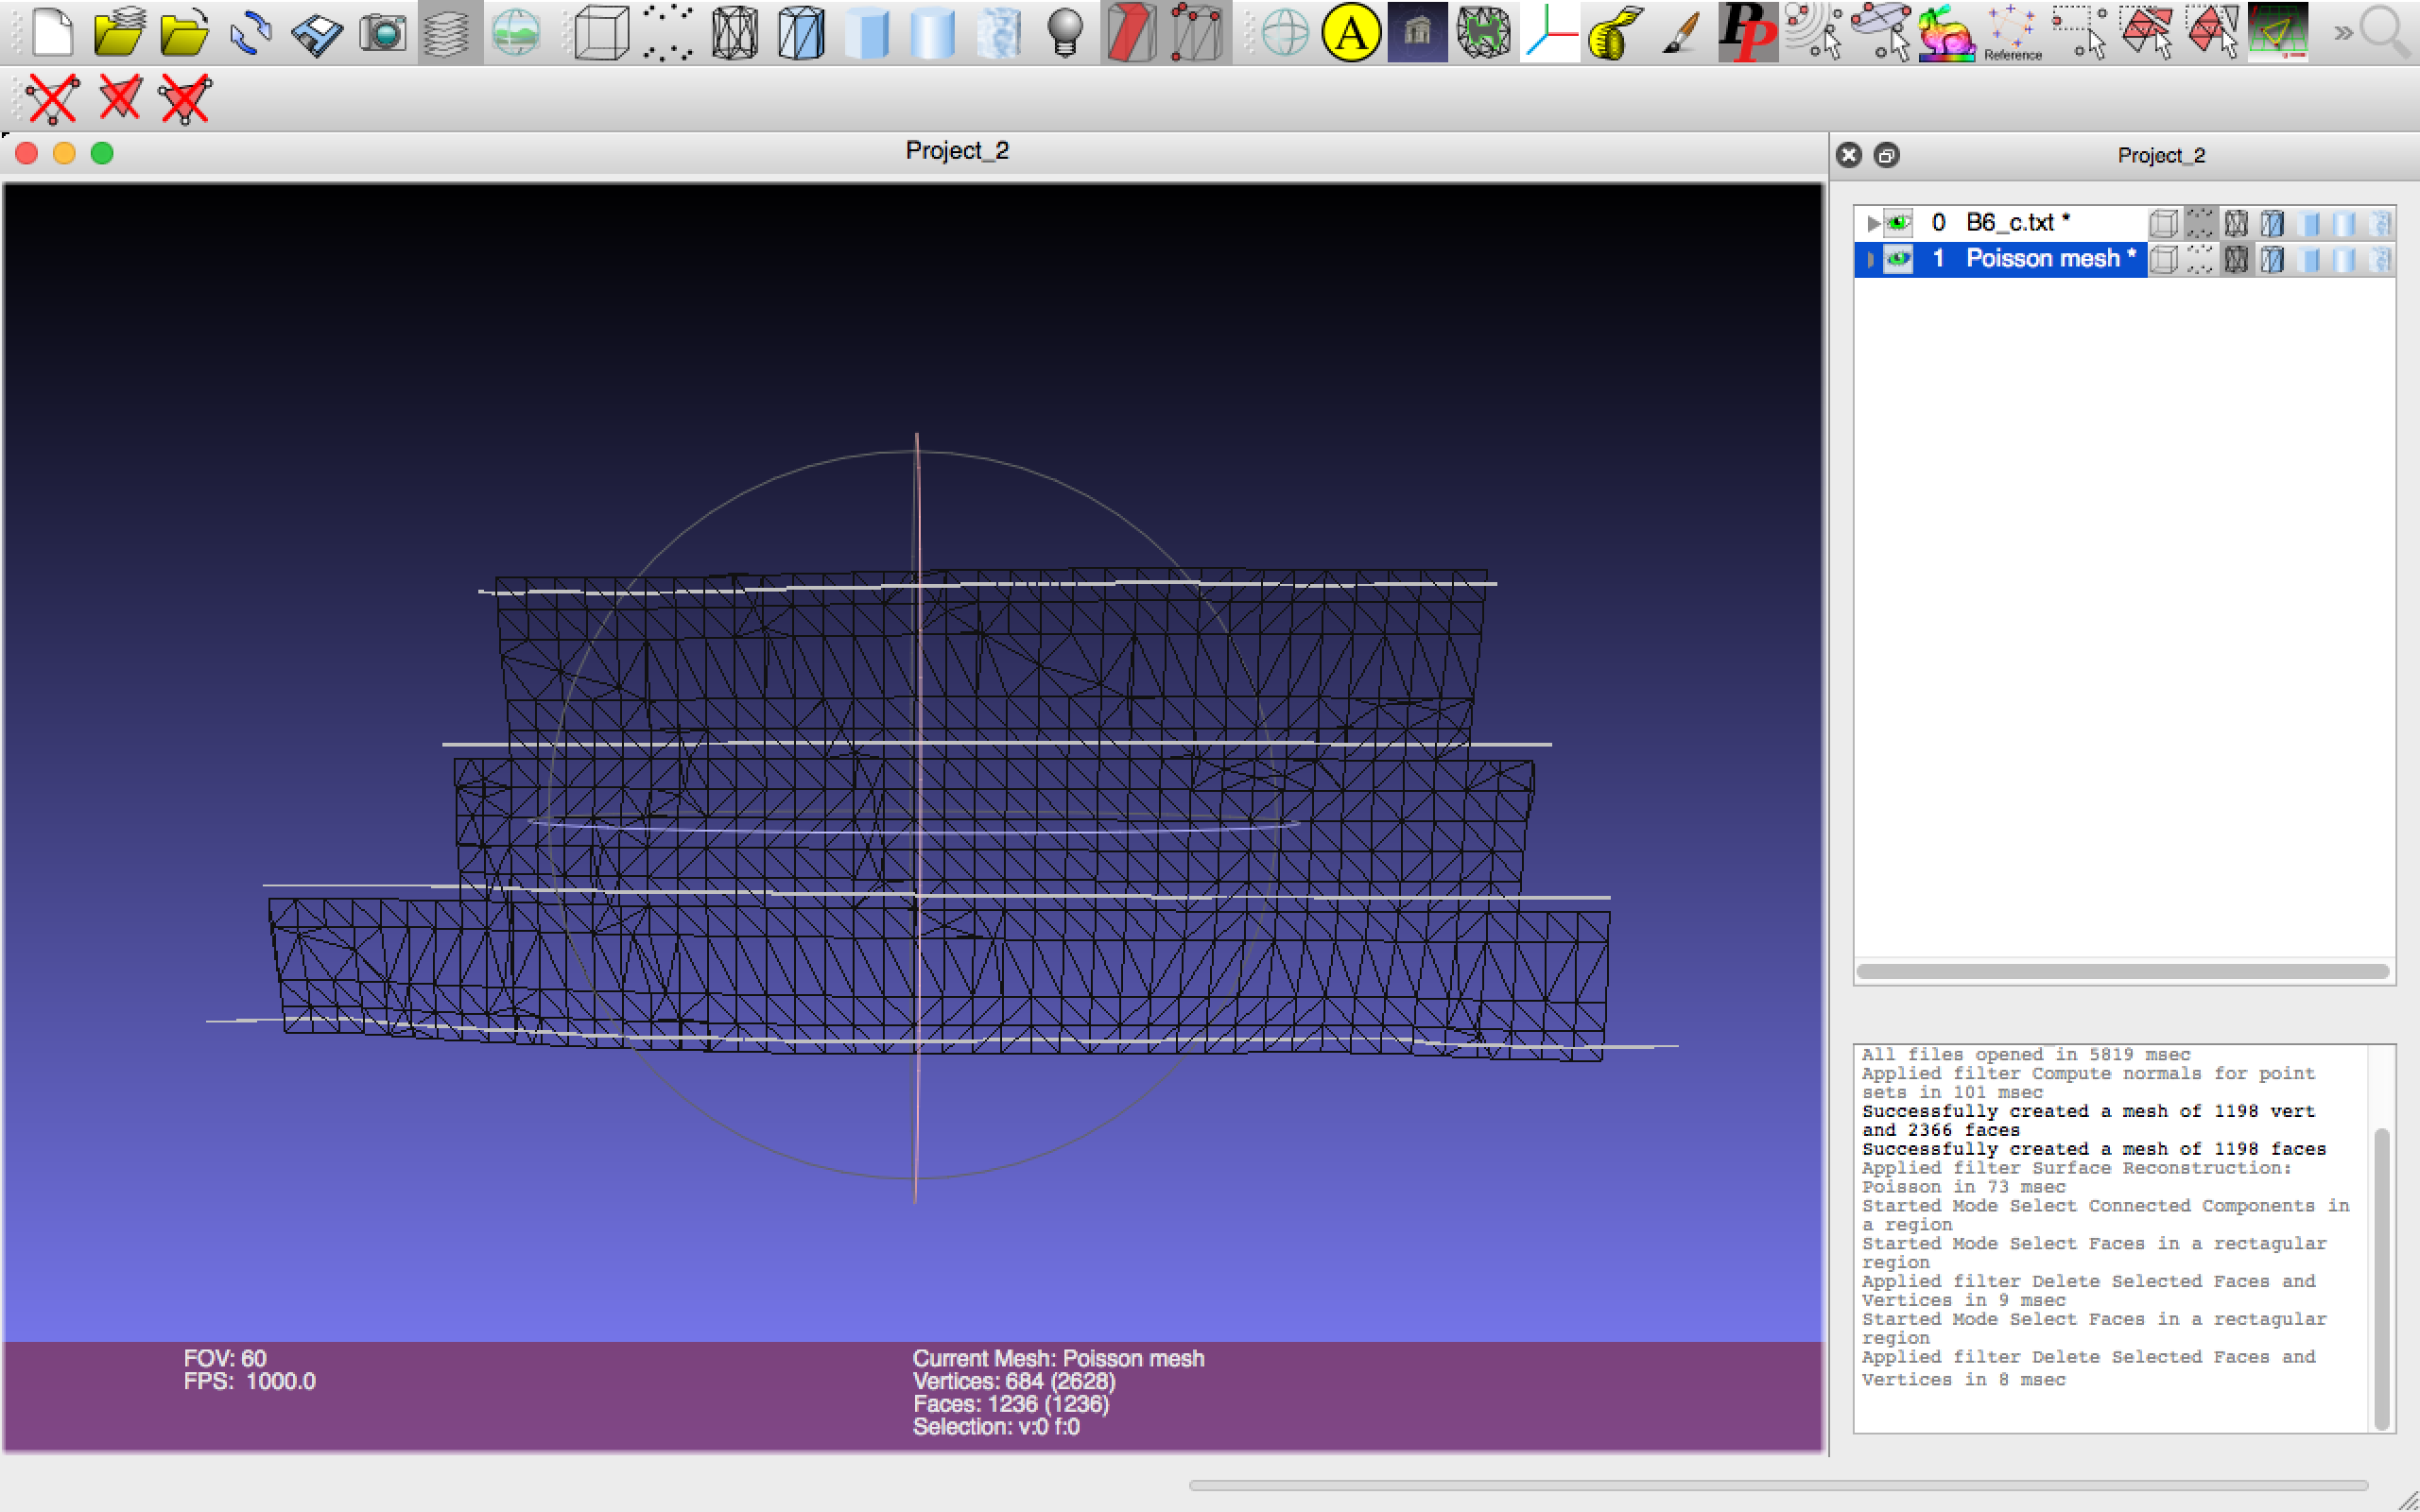 A
PP
Reference
Project_2
Project_2
0 B6_c.txt *
1 Poisson mesh *
All files opened in 5819 msec
Applied filter Compute normals for point
sets in 101 msec
Successfully created a mesh of 1198 vert
and 2366 faces
Successfully created a mesh of 1198 faces
Applied filter Surface Reconstruction:
Poisson in 73 msec
Started Mode Select Connected Components in
a region
Started Mode Select Faces in a rectagular
region
Applied filter Delete Selected Faces and
Vertices in 9 msec
Started Mode Select Faces in a rectagular
region
Applied filter Delete Selected Faces and
Vertices in 8 msec
FOV: 60
FPS: 1000.0
Current Mesh: Poisson mesh
Vertices: 684 (2628)
Faces: 1236 (1236)
Selection: v:0 f:0